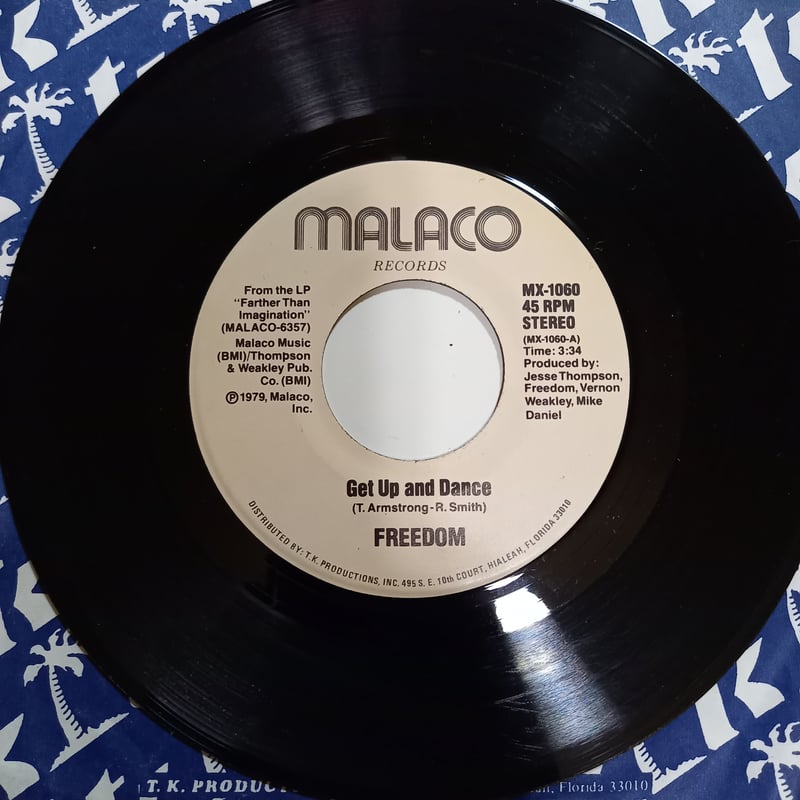 MALACO
RECORDS
From the LP
"Farther Than
Imagination"
(MALACO-6357)
Malaco Music
(BMI)/Thompson
& Weakley Pub.
Co. (BMI)
℗1979, Malaco,
Inc.
MX-1060
45 RPM
STEREO
(MX-1060-A)
Time: 3:34
Produced by:
Jesse Thompson,
Freedom, Vernon
Weakley, Mike
Daniel
Get Up and Dance
(T. Armstrong-R. Smith)
FREEDOM
DISTRIBUTED BY: T.K. PRODUCTIONS, INC. 495 S. E. 10th COURT, HIALEAH, FLORIDA 33010
T. K. Florida 33010